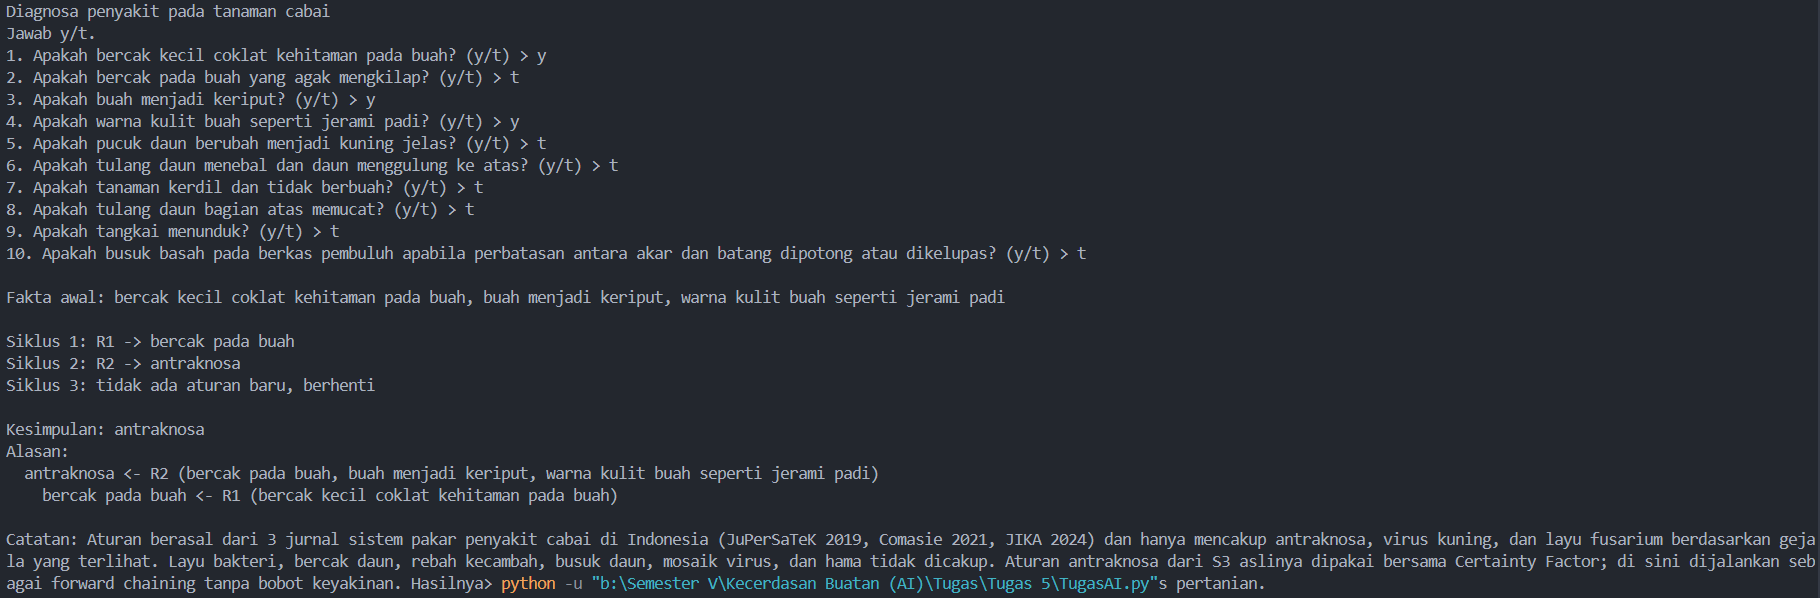 Diagnosa penyakit pada tanaman cabai
Jawab y/t.
1. Apakah bercak kecil coklat kehitaman pada buah? (y/t) > y
2. Apakah bercak pada buah yang agak mengkilap? (y/t) > t
3. Apakah buah menjadi keriput? (y/t) > y
4. Apakah warna kulit buah seperti jerami padi? (y/t) > y
5. Apakah pucuk daun berubah menjadi kuning jelas? (y/t) > t
6. Apakah tulang daun menebal dan daun menggulung ke atas? (y/t) > t
7. Apakah tanaman kerdil dan tidak berbuah? (y/t) > t
8. Apakah tulang daun bagian atas memucat? (y/t) > t
9. Apakah tangkai menunduk? (y/t) > t
10. Apakah busuk basah pada berkas pembuluh apabila perbatasan antara akar dan batang dipotong atau dikelupas? (y/t) > t
Fakta awal: bercak kecil coklat kehitaman pada buah, buah menjadi keriput, warna kulit buah seperti jerami padi
Siklus 1: R1 -> bercak pada buah
Siklus 2: R2 -> antraknosa
Siklus 3: tidak ada aturan baru, berhenti
Kesimpulan: antraknosa
Alasan:
antraknosa <- R2 (bercak pada buah, buah menjadi keriput, warna kulit buah seperti jerami padi)
bercak pada buah <- R1 (bercak kecil coklat kehitaman pada buah)
Catatan: Aturan berasal dari 3 jurnal sistem pakar penyakit cabai di Indonesia (JuPerSaTeK 2019, Comasie 2021, JIKA 2024) dan hanya mencakup antraknosa, virus kuning, dan layu fusarium berdasarkan geja
la yang terlihat. Layu bakteri, bercak daun, rebah kecambah, busuk daun, mosaik virus, dan hama tidak dicakup. Aturan antraknosa dari S3 aslinya dipakai bersama Certainty Factor; di sini dijalankan seb
agai forward chaining tanpa bobot keyakinan. Hasilnya> python -u "b:\Semester V\Kecerdasan Buatan (AI)\Tugas\Tugas 5\TugasAI.py"s pertanian.